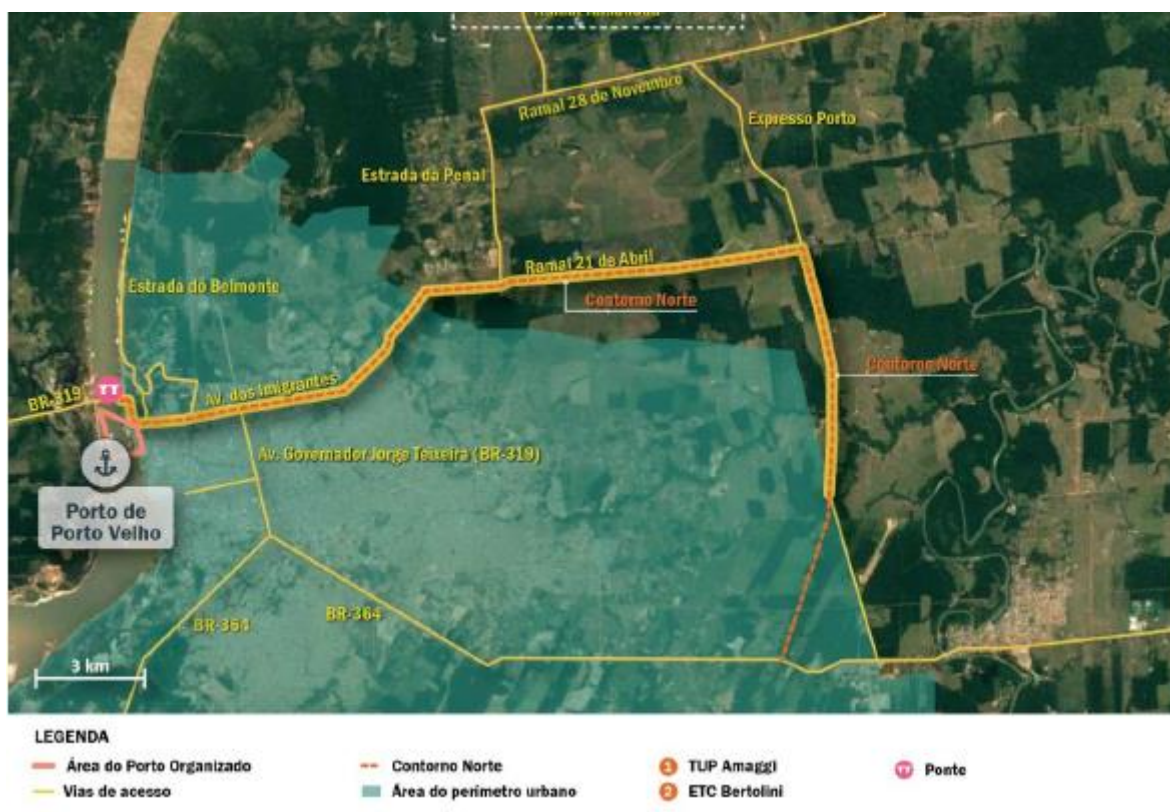 Ramal 28 de Novembro
Expresso Porto
Estrada da Penal
Ramal 21 de Abril
Estrada do Belmonte
Contorno Norte
Contorno Norte
Av. dos Imigrantes
BR-319
Av. Governador Jorge Teixeira (BR-319)
Porto de
Porto Velho
BR-364
BR-364
3 km
LEGENDA
Área do Porto Organizado
Contorno Norte
1 TUP Amaggi
Ponte
Vias de acesso
Área do perímetro urbano
2 ETC Bertolini